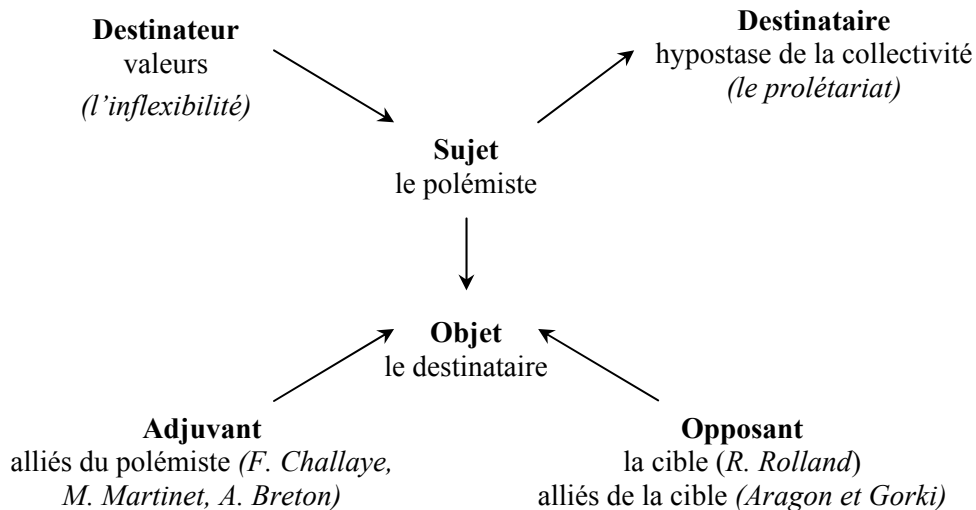 Destinateur
valeurs
(l’inflexibilité)
Destinataire
hypostase de la collectivité
(le prolétariat)
Sujet
le polémiste
Objet
le destinataire
Adjuvant
alliés du polémiste (F. Challaye,
M. Martinet, A. Breton)
Opposant
la cible (R. Rolland)
alliés de la cible (Aragon et Gorki)